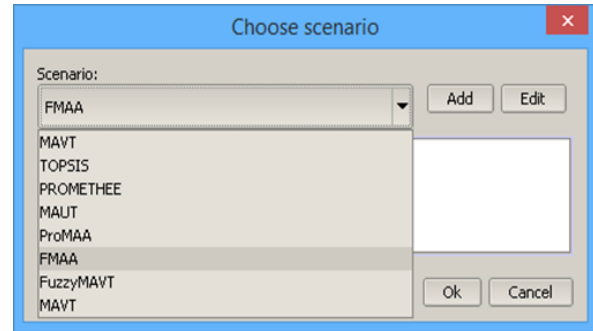 Choose scenario
×
Scenario:
FMAA
Add
Edit
MAVT
TOPSIS
PROMETHEE
MAUT
ProMAA
FMAA
FuzzyMAVT
MAVT
Ok
Cancel